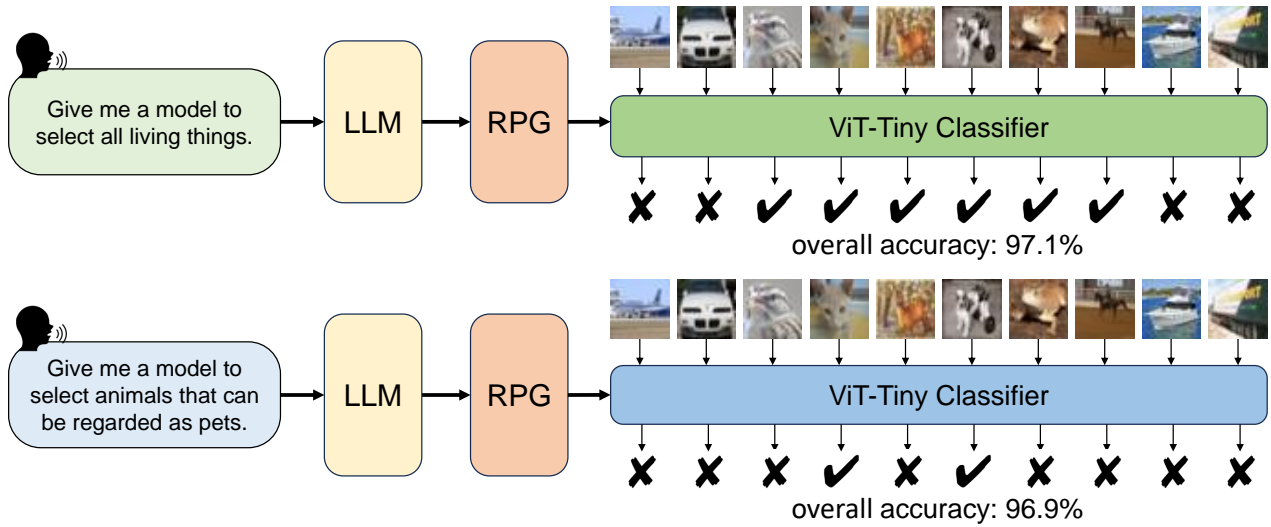 Give me a model to
select all living things.
LLM
RPG
ViT-Tiny Classifier
overall accuracy: 97.1%
Give me a model to
select animals that can
be regarded as pets.
LLM
RPG
ViT-Tiny Classifier
overall accuracy: 96.9%